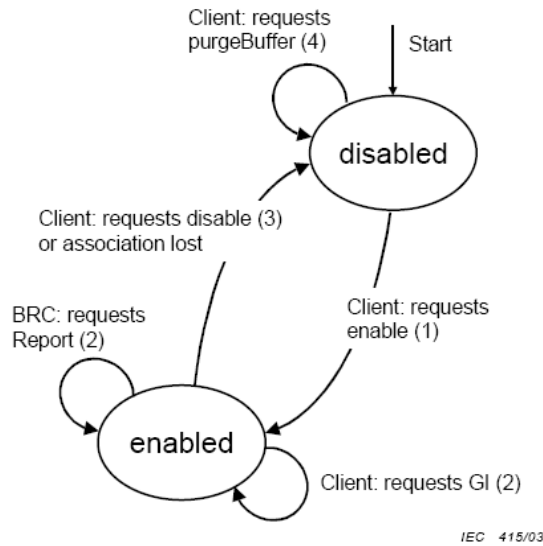 Client: requests
purgeBuffer (4)
Start
disabled
Client: requests disable (3)
or association lost
Client: requests
enable (1)
BRC: requests
Report (2)
enabled
Client: requests GI (2)
IEC 415/03